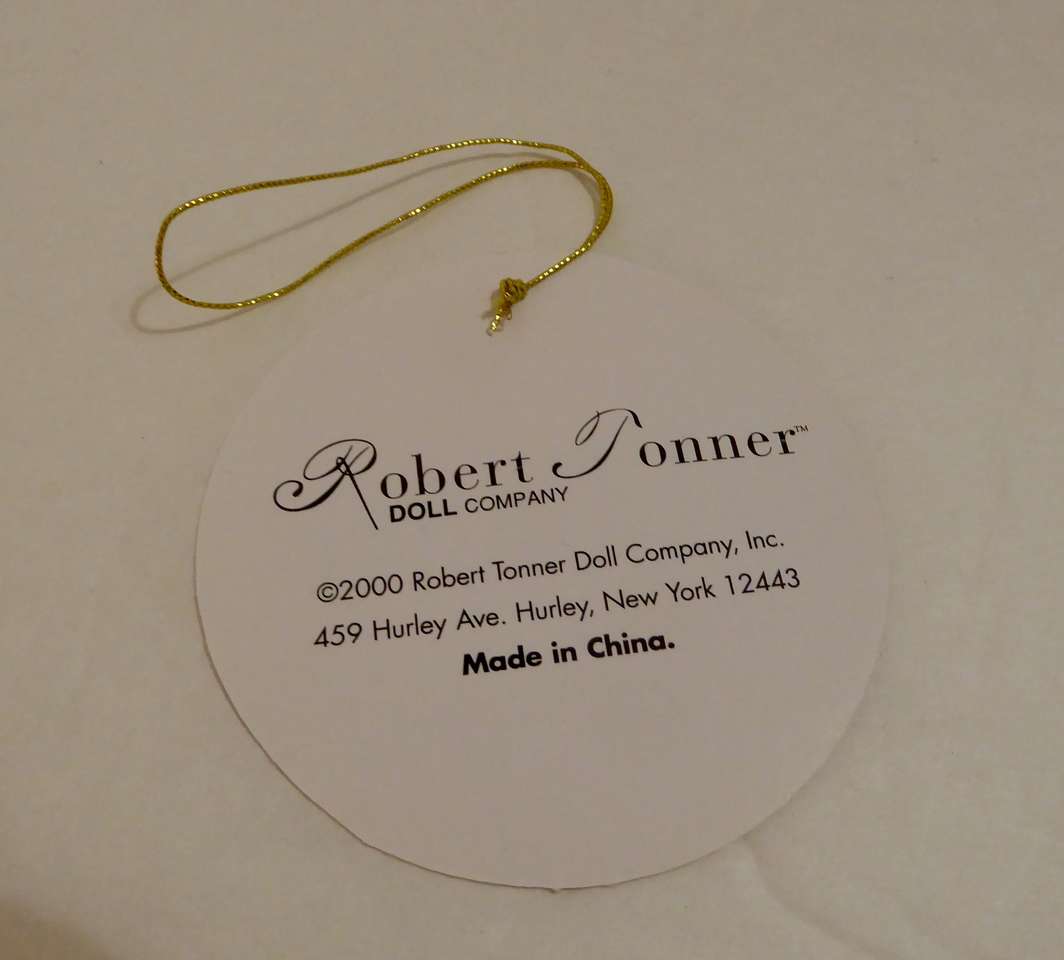 Robert Tonner™
DOLL COMPANY
©2000 Robert Tonner Doll Company, Inc.
459 Hurley Ave. Hurley, New York 12443
Made in China.